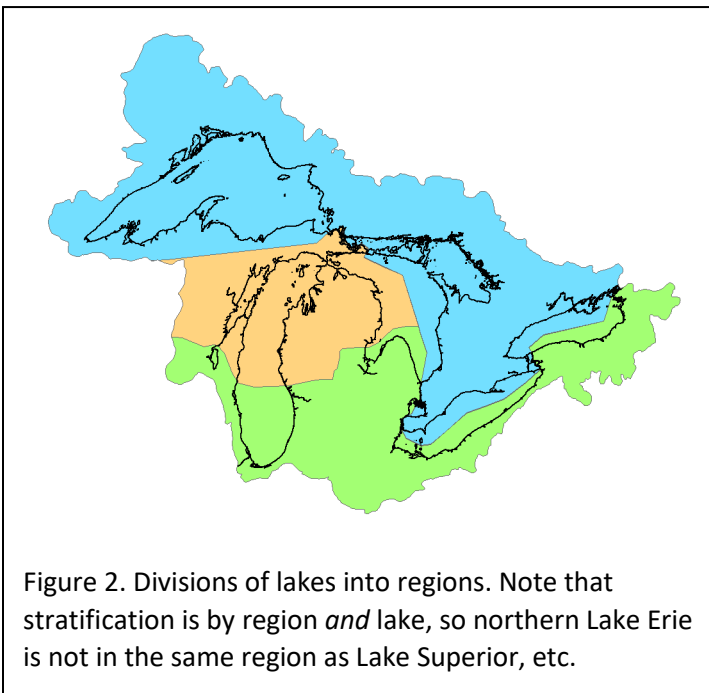 Figure 2. Divisions of lakes into regions. Note that
stratification is by region and lake, so northern Lake Erie
is not in the same region as Lake Superior, etc.